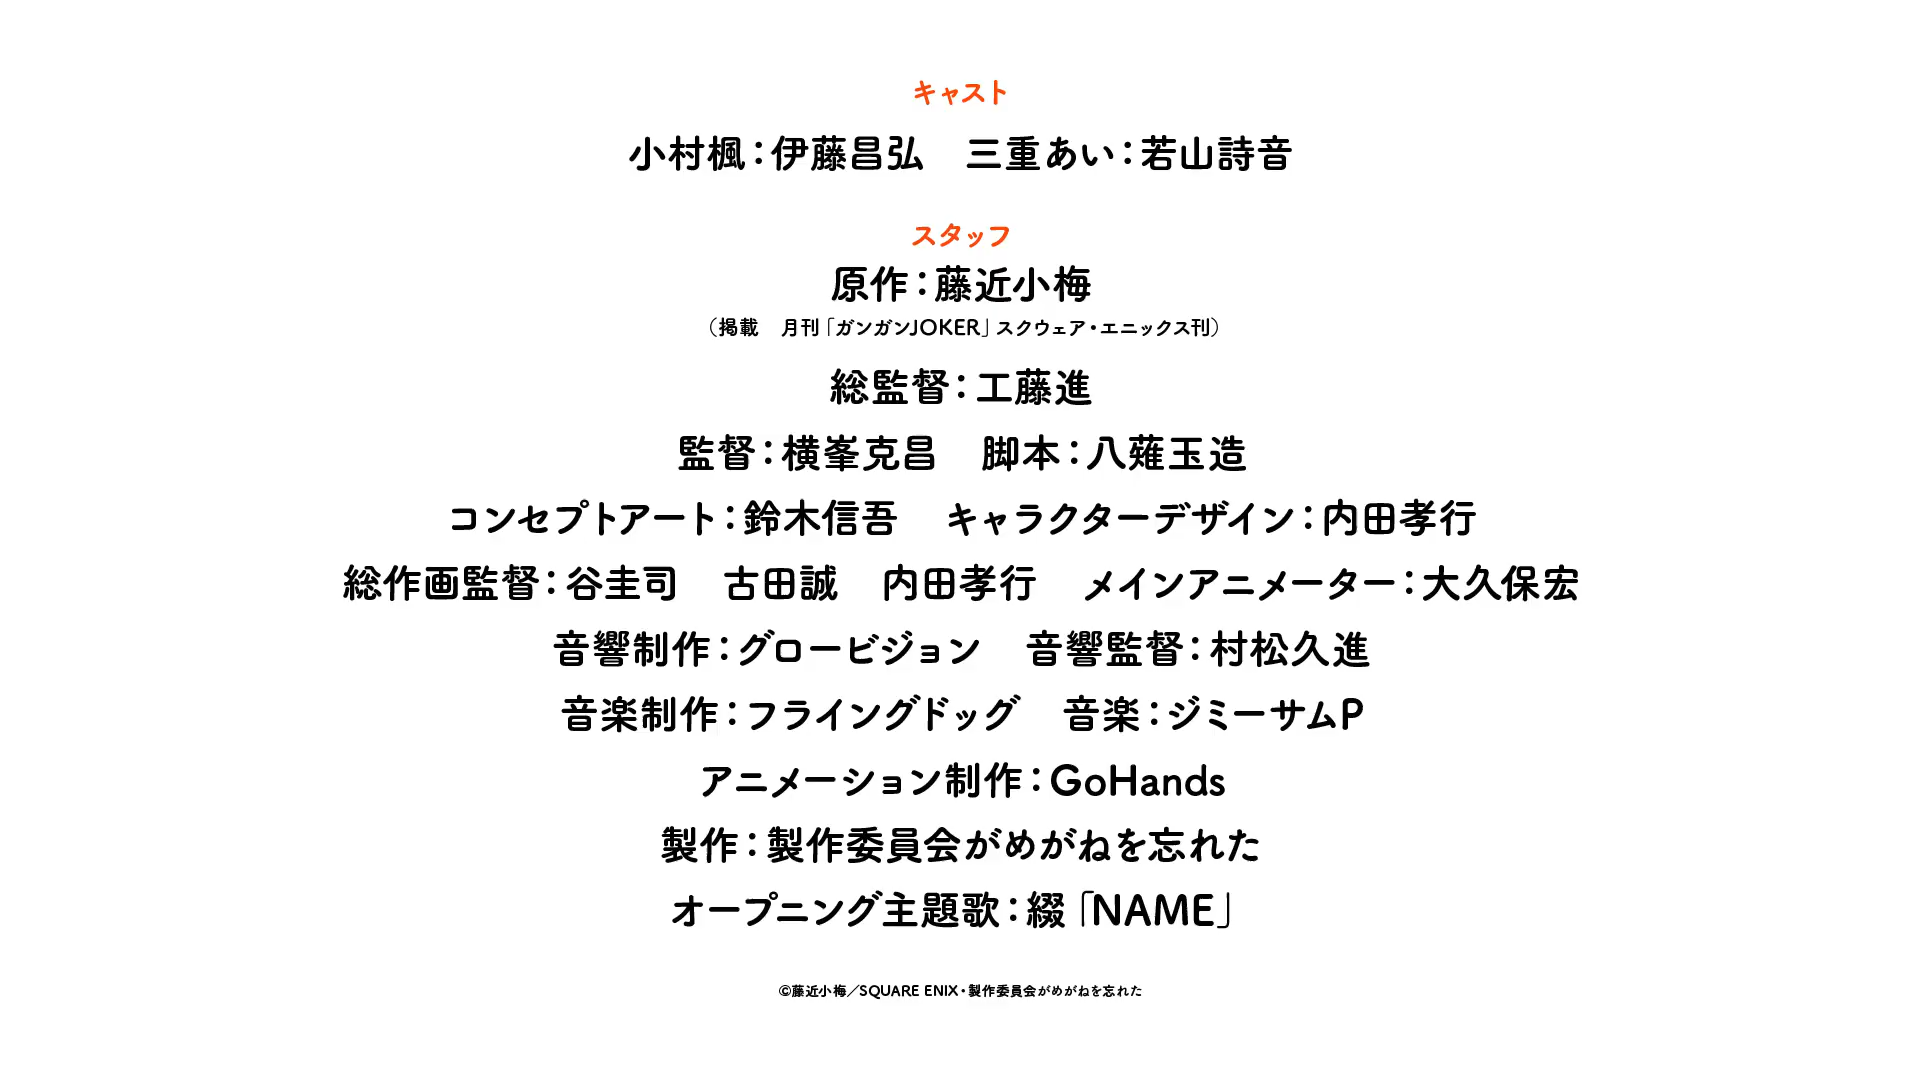 キャスト
小村楓：伊藤昌弘　三重あい：若山詩音
スタッフ
原作：藤近小梅
（掲載　月刊「ガンガンJOKER」スクウェア・エニックス刊）
総監督：工藤進
監督：横峯克昌　脚本：八薙玉造
コンセプトアート：鈴木信吾　キャラクターデザイン：内田孝行
総作画監督：谷圭司　古田誠　内田孝行　メインアニメーター：大久保宏
音響制作：グロービジョン　音響監督：村松久進
音楽制作：フライングドッグ　音楽：ジミーサムP
アニメーション制作：GoHands
製作：製作委員会がめがねを忘れた
オープニング主題歌：綴「NAME」
©藤近小梅／SQUARE ENIX・製作委員会がめがねを忘れた